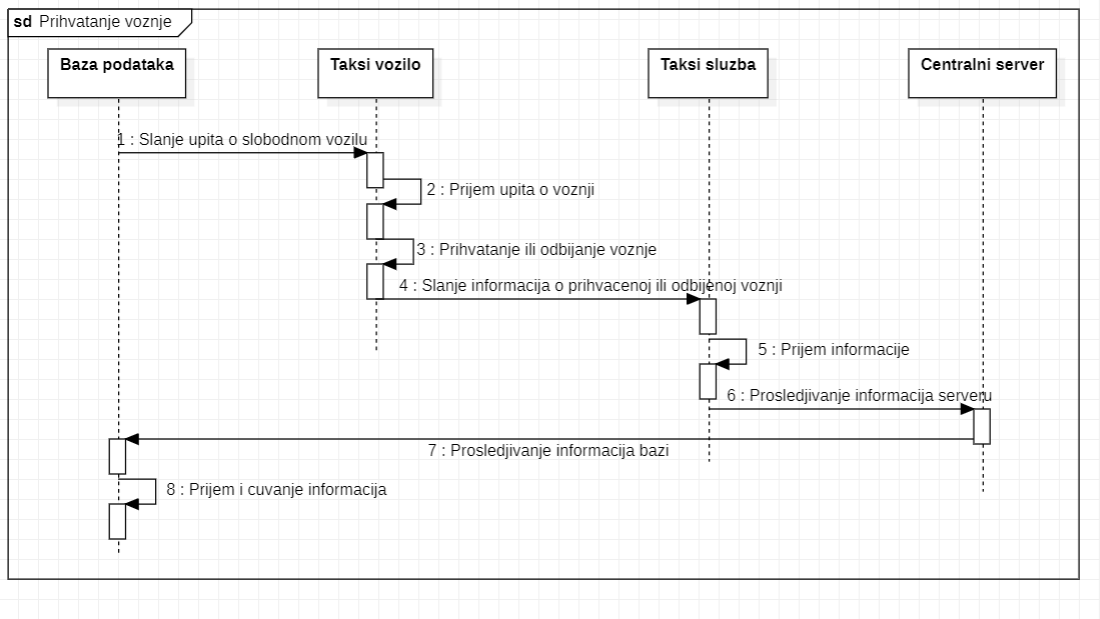 sd Prihvatanje voznje
Baza podataka
Taksi vozilo
Taksi sluzba
Centralni server
1 : Slanje upita o slobodnom vozilu
2 : Prijem upita o voznji
3 : Prihvatanje ili odbijanje voznje
4 : Slanje informacija o prihvacenoj ili odbijenoj voznji
5 : Prijem informacije
6 : Prosledjivanje informacija serveru
7 : Prosledjivanje informacija bazi
8 : Prijem i cuvanje informacija